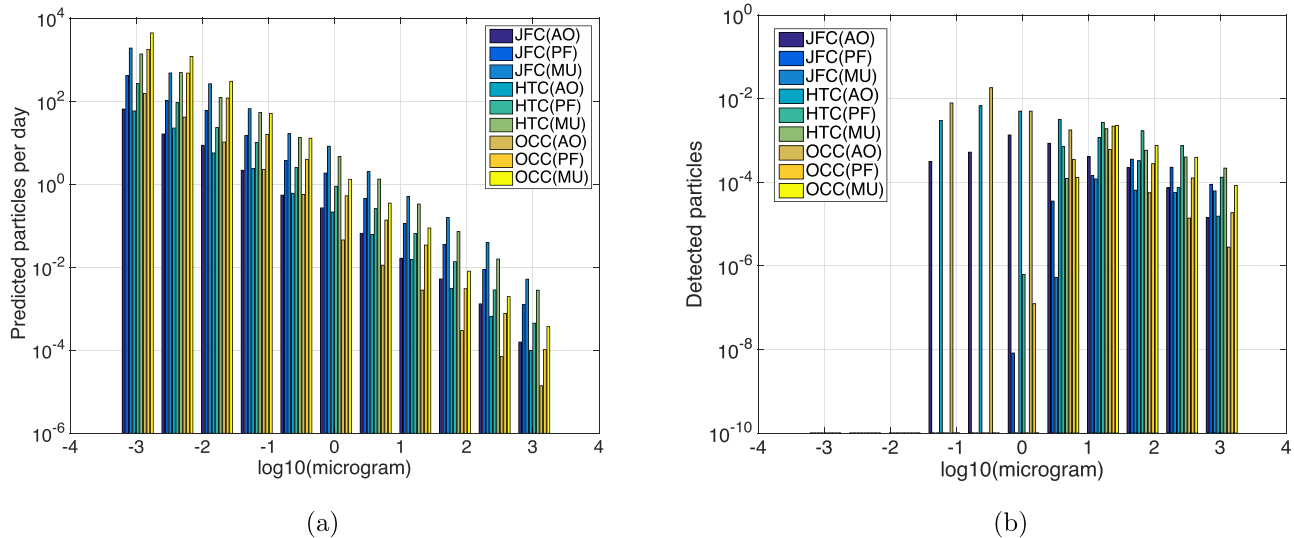 10^4
10^2
10^0
10^-2
10^-4
10^-6
Predicted particles per day
-4 -3 -2 -1 0 1 2 3 4
log10(microgram)
JFC(AO)
JFC(PF)
JFC(MU)
HTC(AO)
HTC(PF)
HTC(MU)
OCC(AO)
OCC(PF)
OCC(MU)
(a)
10^0
10^-2
10^-4
10^-6
10^-8
10^-10
Detected particles
-4 -3 -2 -1 0 1 2 3 4
log10(microgram)
JFC(AO)
JFC(PF)
JFC(MU)
HTC(AO)
HTC(PF)
HTC(MU)
OCC(AO)
OCC(PF)
OCC(MU)
(b)